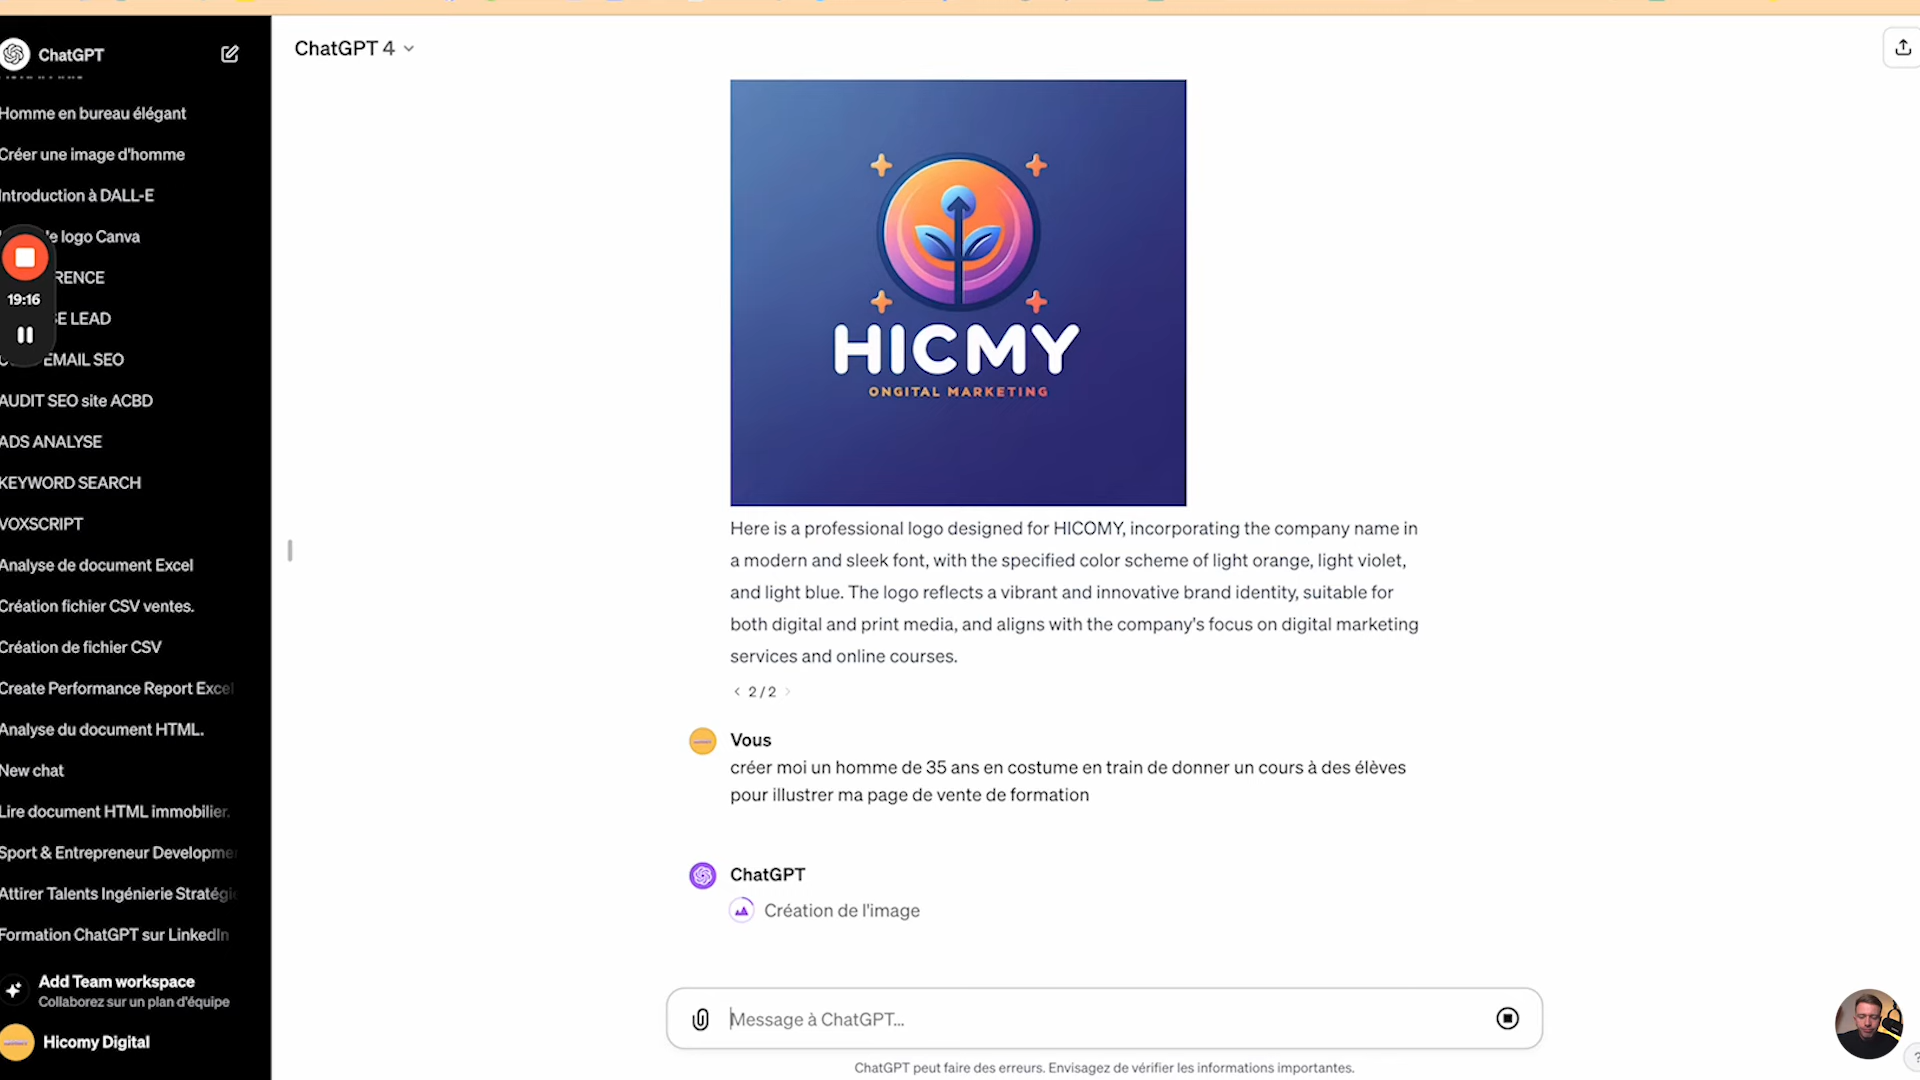 ChatGPT
Homme en bureau élégant
Créer une image d'homme
Introduction à DALL-E
logo Canva
19:16
LEAD
EMAIL SEO
AUDIT SEO site ACBD
ADS ANALYSE
KEYWORD SEARCH
VOXSCRIPT
Analyse de document Excel
Création fichier CSV ventes.
Création de fichier CSV
Create Performance Report Excel
Analyse du document HTML.
New chat
Lire document HTML immobilier.
Sport & Entrepreneur Developme
Attirer Talents Ingénierie Stratégi
Formation ChatGPT sur LinkedIn
Add Team workspace
Collaborez sur un plan d'équipe
Hicomy Digital
ChatGPT 4
HICMY
ONGITAL MARKETING
Here is a professional logo designed for HICOMY, incorporating the company name in
a modern and sleek font, with the specified color scheme of light orange, light violet,
and light blue. The logo reflects a vibrant and innovative brand identity, suitable for
both digital and print media, and aligns with the company's focus on digital marketing
services and online courses.
< 2 / 2 >
Vous
créer moi un homme de 35 ans en costume en train de donner un cours à des élèves
pour illustrer ma page de vente de formation
ChatGPT
Création de l'image
Message à ChatGPT...
ChatGPT peut faire des erreurs. Envisagez de vérifier les informations importantes.
?